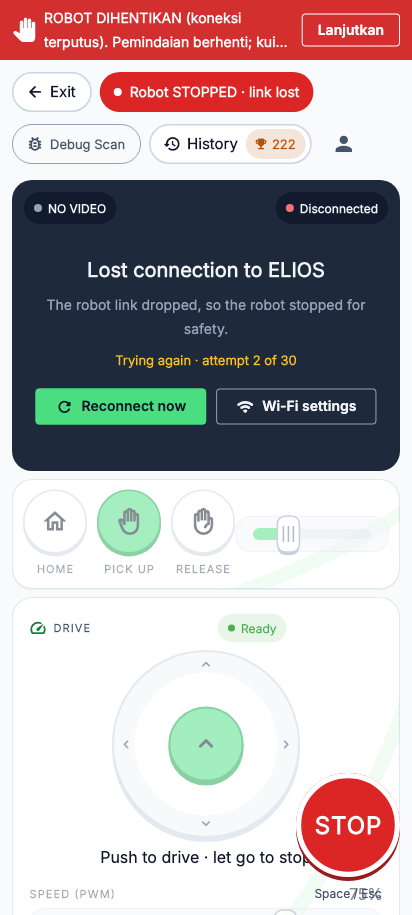 ROBOT DIHENTIKAN (koneksi
terputus). Pemindaian berhenti; kui...
Lanjutkan
Exit
Robot STOPPED · link lost
Debug Scan
History
222
NO VIDEO
Disconnected
Lost connection to ELIOS
The robot link dropped, so the robot stopped for
safety.
Trying again · attempt 2 of 30
Reconnect now
Wi-Fi settings
HOME
PICK UP
RELEASE
DRIVE
Ready
STOP
Push to drive · let go to stop
SPEED (PWM)
Space / Esc
75%